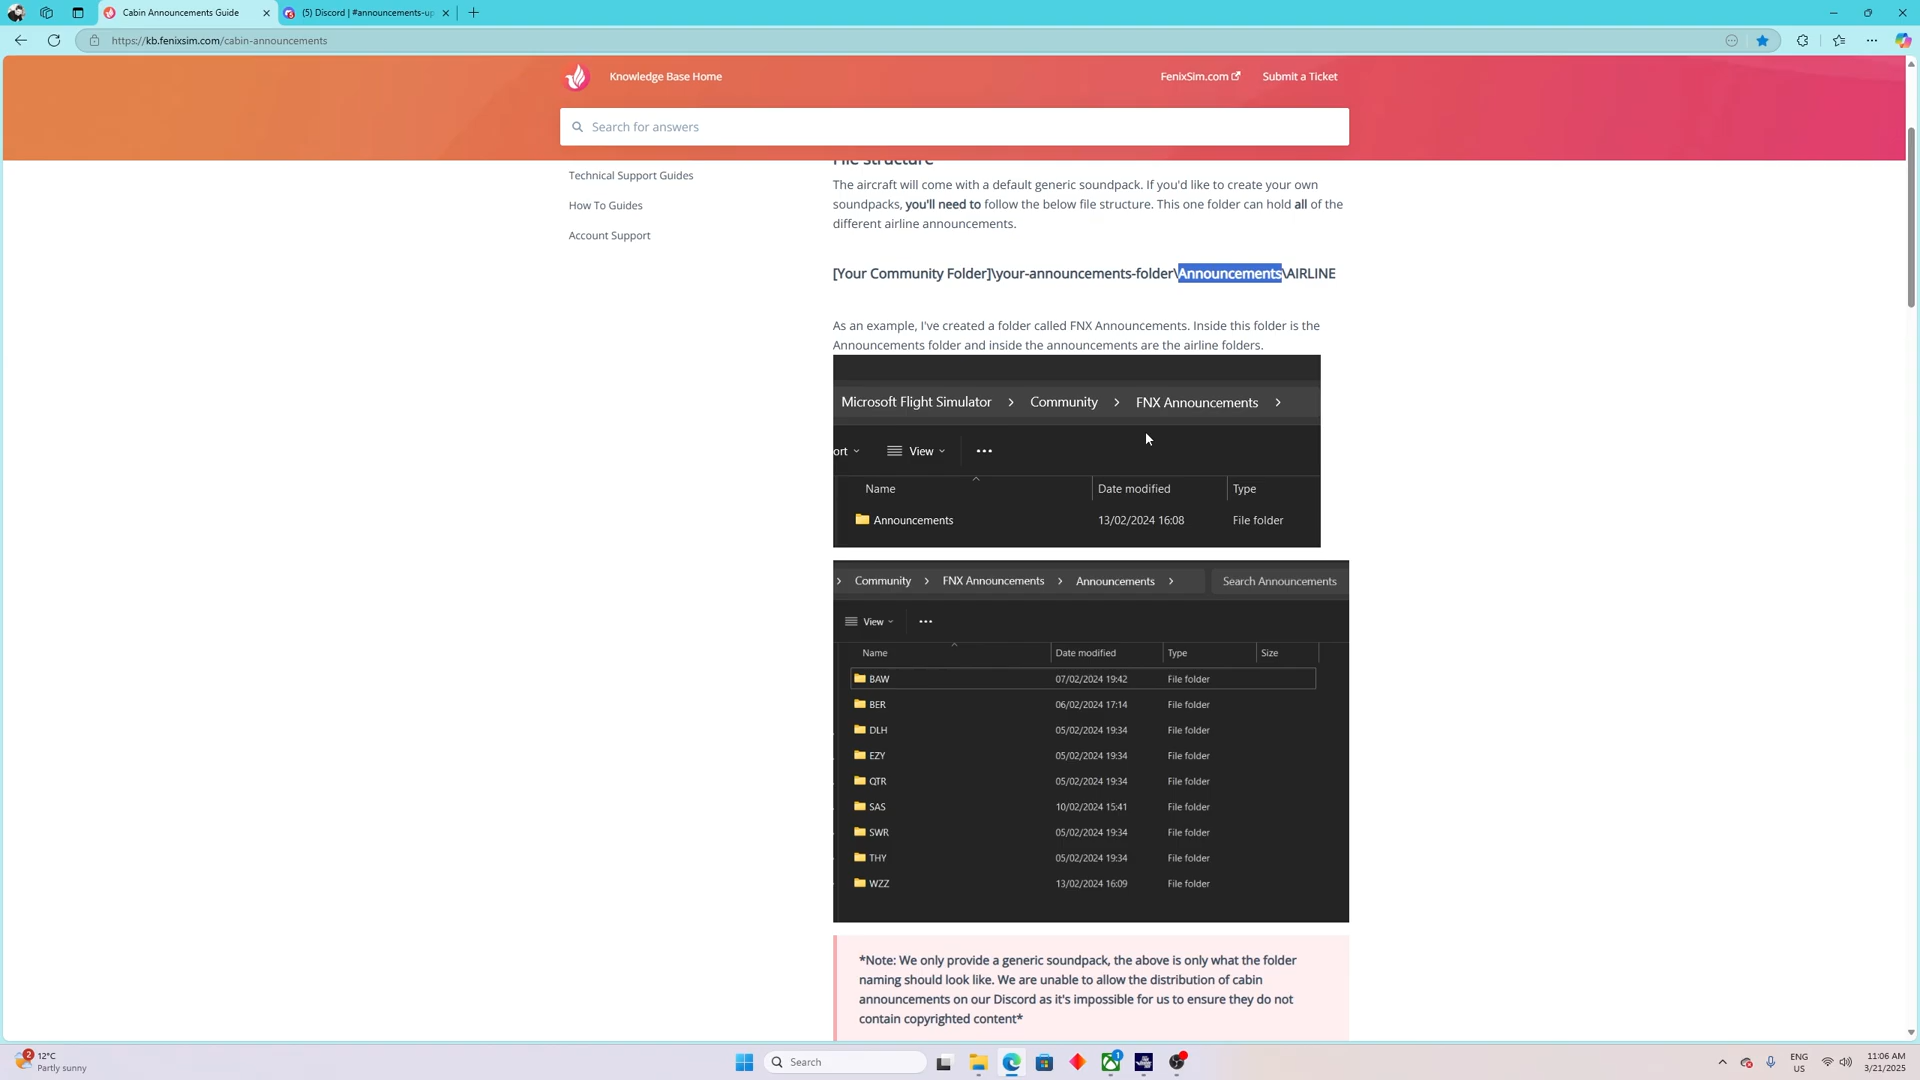 Cabin Announcements Guide
(5) Discord | #announcements-up
https://kb.fenixsim.com/cabin-announcements
Knowledge Base Home
FenixSim.com
Submit a Ticket
Search for answers
Technical Support Guides
How To Guides
Account Support
File structure
The aircraft will come with a default generic soundpack. If you'd like to create your own
soundpacks, you'll need to follow the below file structure. This one folder can hold all of the
different airline announcements.
[Your Community Folder]\your-announcements-folder\Announcements\AIRLINE
As an example, I've created a folder called FNX Announcements. Inside this folder is the
Announcements folder and inside the announcements are the airline folders.
Microsoft Flight Simulator > Community > FNX Announcements >
ort View •••
Name Date modified Type
Announcements 13/02/2024 16:08 File folder
> Community > FNX Announcements > Announcements > Search Announcements
View •••
Name Date modified Type Size
BAW 07/02/2024 19:42 File folder
BER 06/02/2024 17:14 File folder
DLH 05/02/2024 19:34 File folder
EZY 05/02/2024 19:34 File folder
QTR 05/02/2024 19:34 File folder
SAS 10/02/2024 15:41 File folder
SWR 05/02/2024 19:34 File folder
THY 05/02/2024 19:34 File folder
WZZ 13/02/2024 16:09 File folder
*Note: We only provide a generic soundpack, the above is only what the folder
naming should look like. We are unable to allow the distribution of cabin
announcements on our Discord as it's impossible for us to ensure they do not
contain copyrighted content*
2
12°C
Partly sunny
Search
1
ENG
US
11:06 AM
3/21/2025